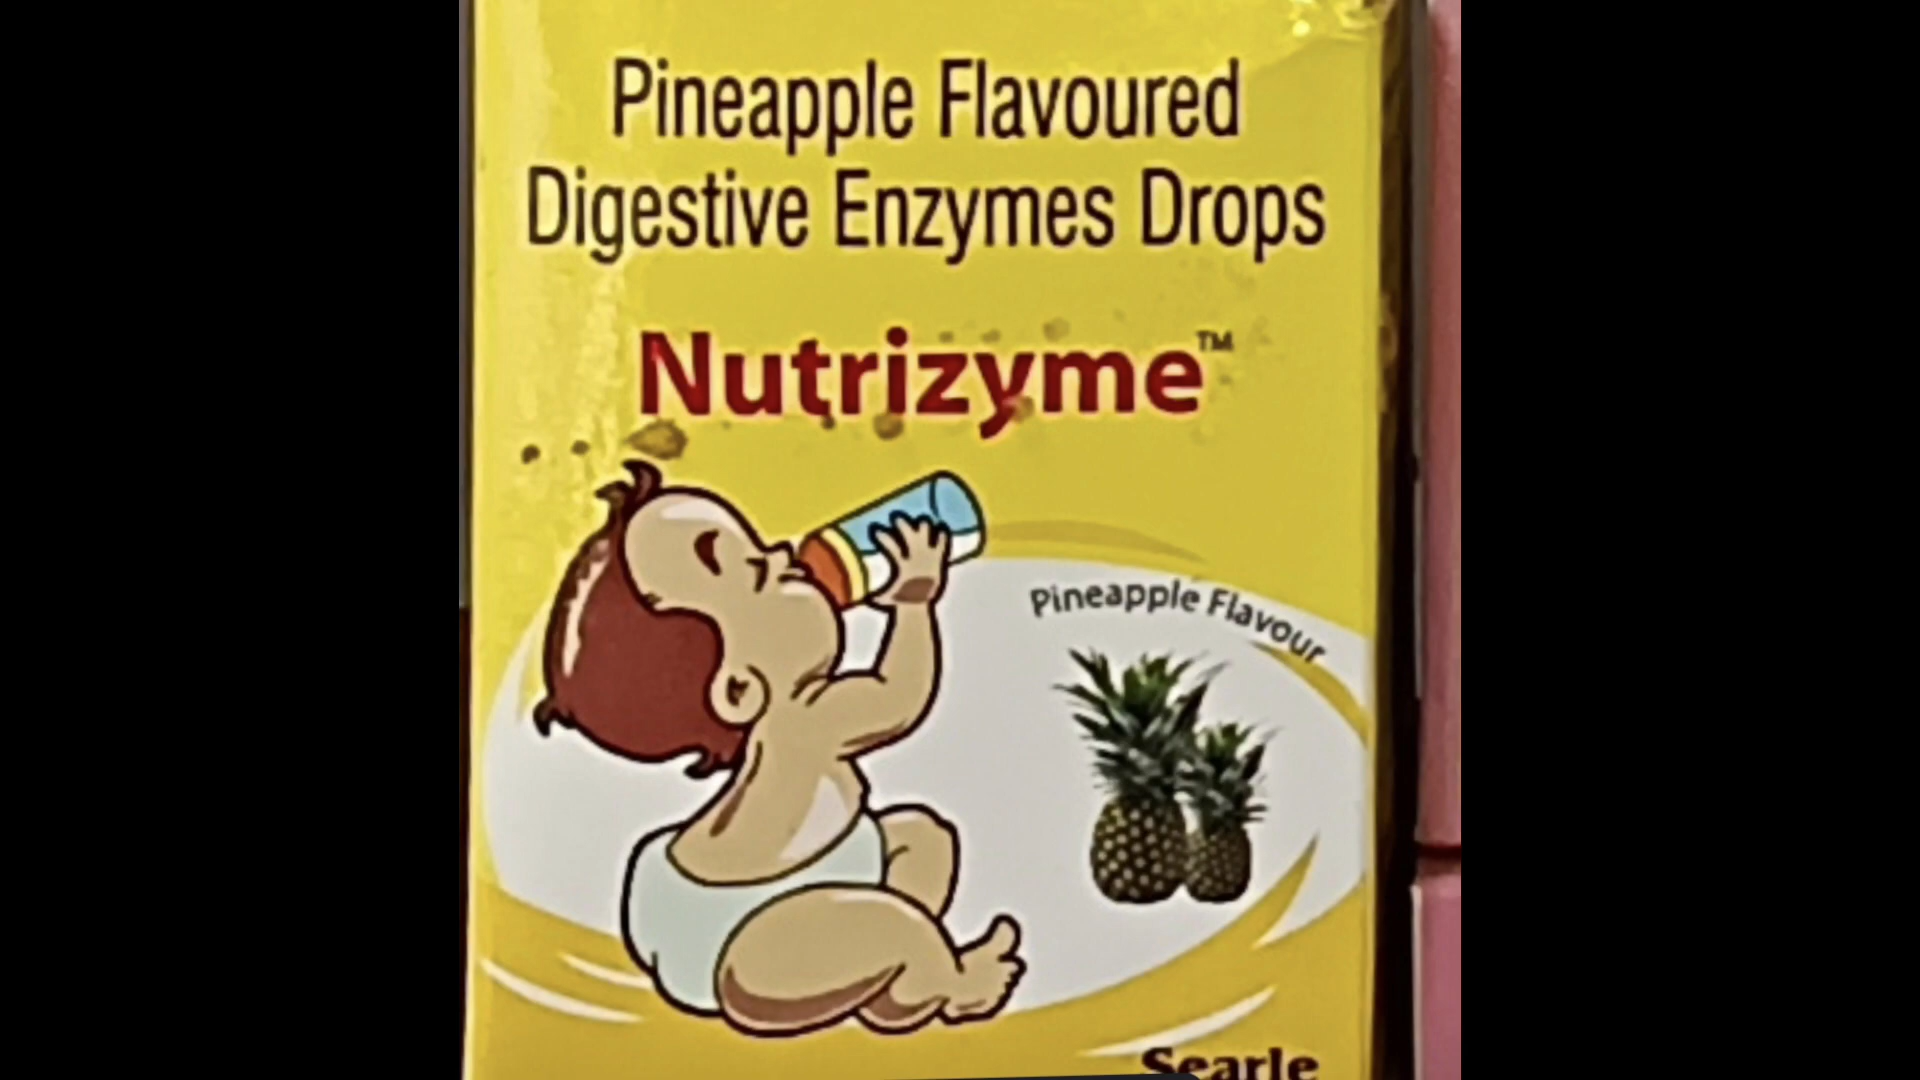 Pineapple Flavoured
Digestive Enzymes Drops
Nutrizyme™
Pineapple Flavour
Searle